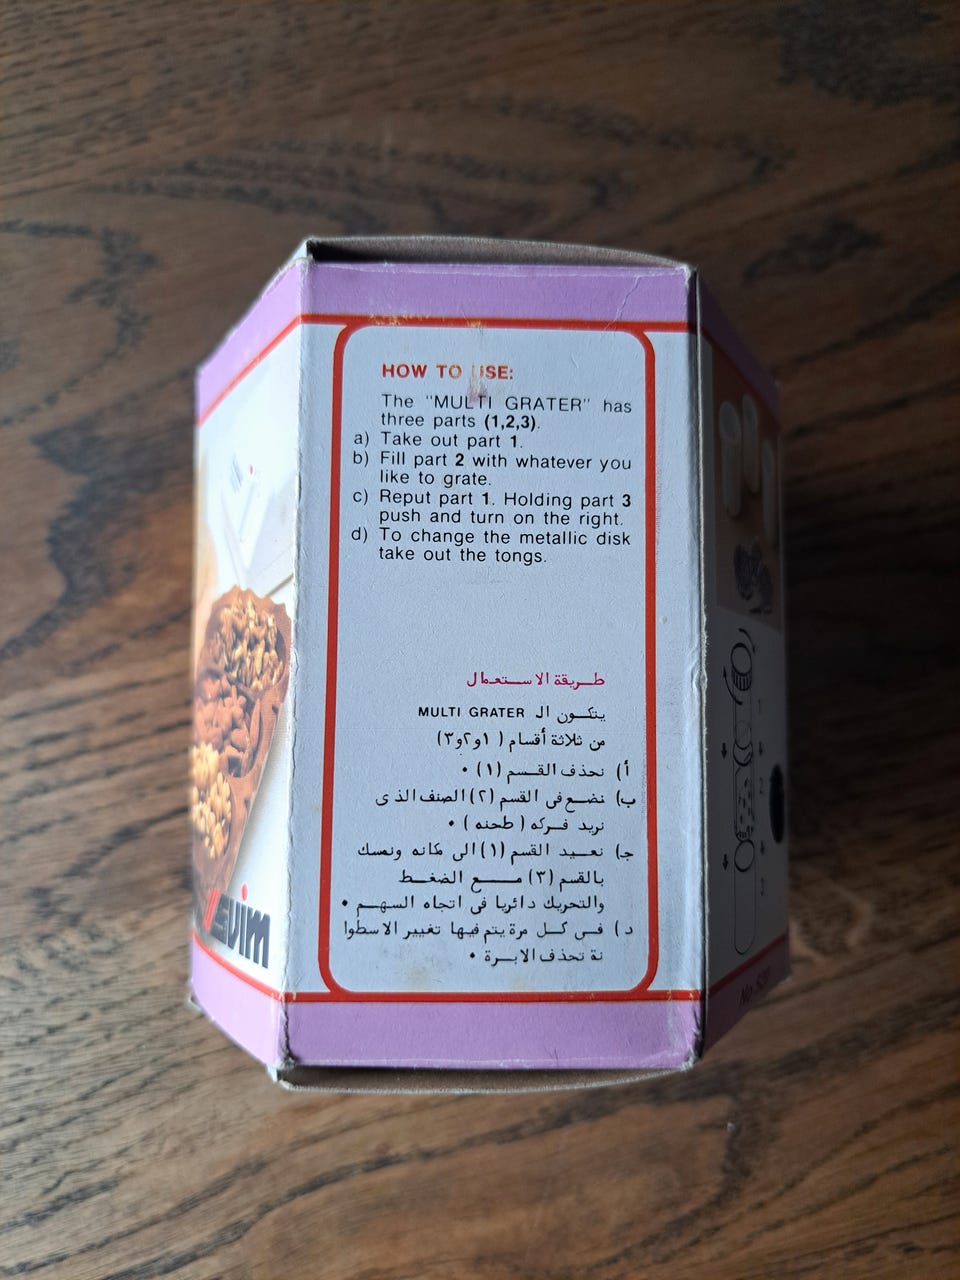 HOW TO USE:
The "MULTI GRATER" has
three parts (1,2,3).
a) Take out part 1.
b) Fill part 2 with whatever you
like to grate.
c) Reput part 1. Holding part 3
push and turn on the right.
d) To change the metallic disk
take out the tongs.
طريقة الاستعمال
يتكون ال MULTI GRATER
من ثلاثة أقسام ( ١و٢و٣)
أ) نحذف القسم (١) •
ب) نضع فى القسم (٢) الصنف الذى
نريد فركه ( طحنه ) •
ج) نعيد القسم (١) الى مكانه ونمسك
بالقسم (٣) مع الضغط
والتحريك دائريا فى اتجاه السهم •
د ) فى كل مرة يتم فيها تغيير الاسطوا
نة تحذف الابرة •
svim
1
2
3